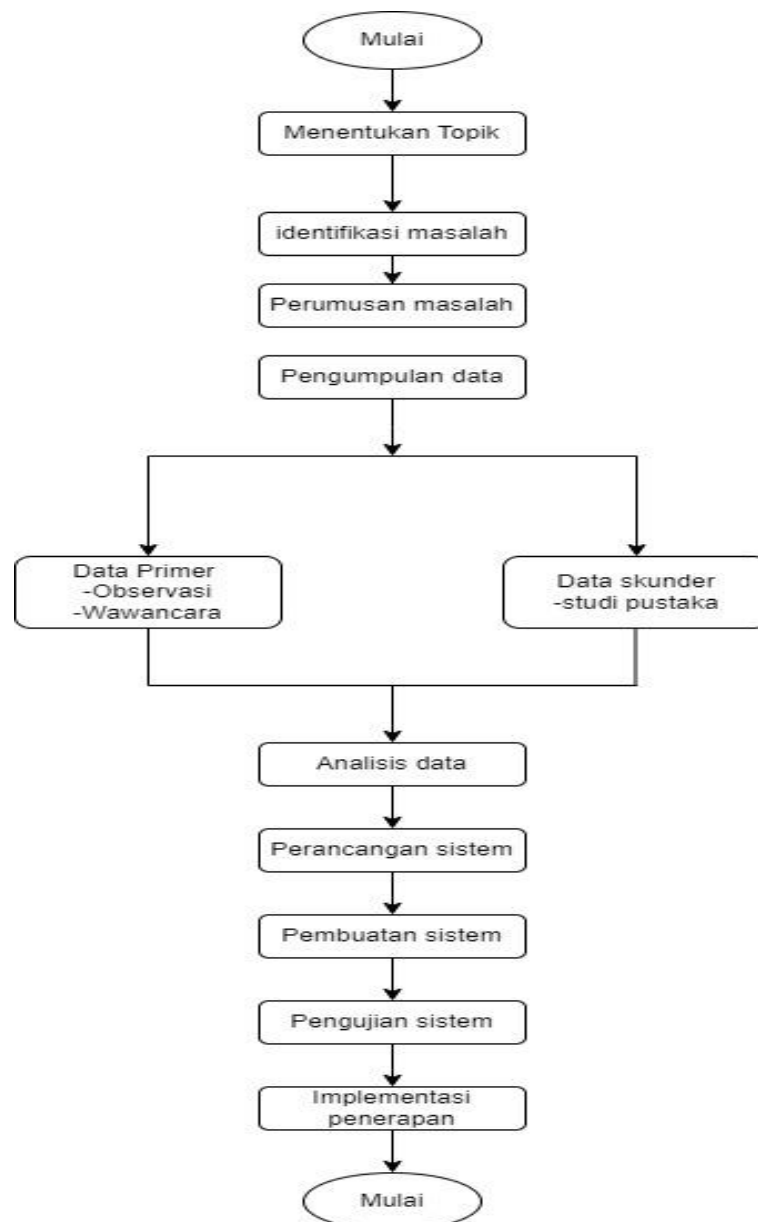 Mulai
Menentukan Topik
identifikasi masalah
Perumusan masalah
Pengumpulan data
Data Primer
-Observasi
-Wawancara
Data skunder
-studi pustaka
Analisis data
Perancangan sistem
Pembuatan sistem
Pengujian sistem
Implementasi
penerapan
Mulai